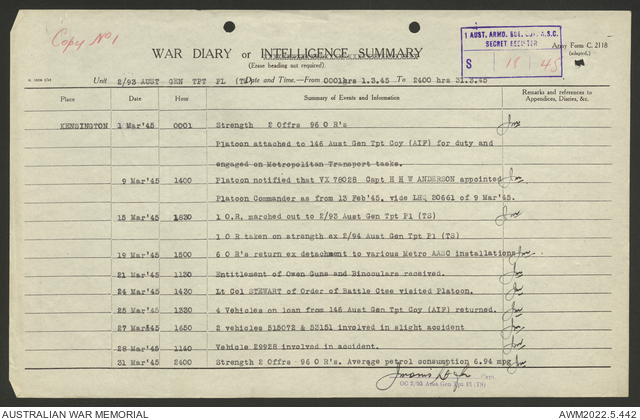 Copy No 1
1 AUST. ARMD. BDE. COY. A.S.C.
SECRET REGISTER
S 18 45
Army Form C. 2118
(adapted.)
WAR DIARY or INTELLIGENCE SUMMARY
(Erase heading not required).
Unit 2/93 AUST GEN TPT PL (TS) Date and Time.—From 0001hrs 1.3.45 To 2400 hrs 31.3.45
Place Date Hour Summary of Events and Information Remarks and references to
Appendices, Diaries, &c.
KENSINGTON 1 Mar'45 0001 Strength 2 Offrs 96 O R's
Platoon attached to 146 Aust Gen Tpt Coy (AIF) for duty and
engaged on Metropolitan Transport tasks.
9 Mar'45 1400 Platoon notified that VX 78028 Capt H H W ANDERSON appointed
Platoon Commander as from 13 Feb'45, vide LHQ 20661 of 9 Mar'45.
15 Mar'45 1830 1 O.R. marched out to 2/93 Aust Gen Tpt Pl (TS)
1 O R taken on strength ex 2/94 Aust Gen Tpt Pl (TS)
19 Mar'45 1500 6 O R's return ex detachment to various Metro AASC installations
21 Mar'45 1130 Entitlement of Owen Guns and Binoculars received.
24 Mar'45 1430 Lt Col STEWART of Order of Battle Ctee visited Platoon.
25 Mar'45 1330 4 Vehicles on loan from 146 Aust Gen Tpt Coy (AIF) returned.
27 Mar'45 1650 2 vehicles 515072 & 53151 involved in slight accident
28 Mar'45 1140 Vehicle 29928 involved in accident.
31 Mar'45 2400 Strength 2 Offrs 96 O R's. Average petrol consumption 6.94 mpg
Capt.
OC 2/93 Aust Gen Tpt Pl (TS)
AUSTRALIAN WAR MEMORIAL
AWM2022.5.442